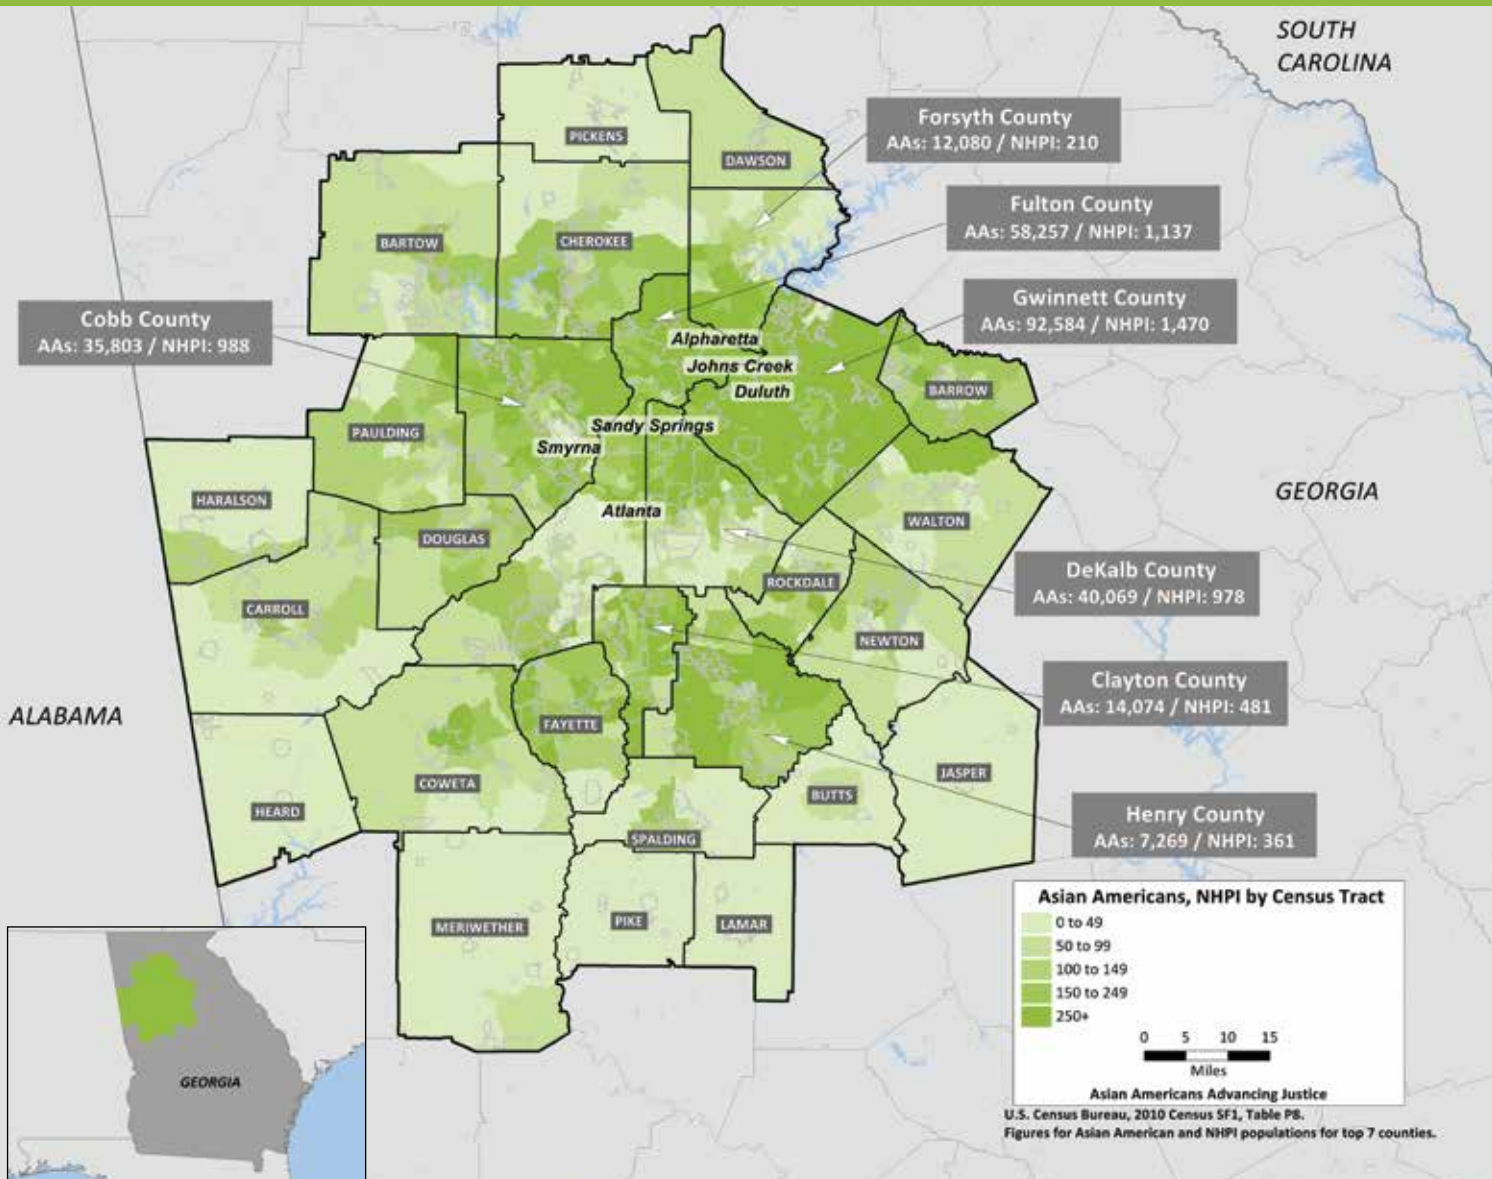 SOUTH
CAROLINA
Forsyth County
AAs: 12,080 / NHPI: 210
PICKENS
DAWSON
Fulton County
AAs: 58,257 / NHPI: 1,137
BARTOW
CHEROKEE
Gwinnett County
AAs: 92,584 / NHPI: 1,470
Cobb County
AAs: 35,803 / NHPI: 988
Alpharetta
Johns Creek
Duluth
BARROW
PAULDING
Sandy Springs
Smyrna
HARALSON
GEORGIA
Atlanta
WALTON
DOUGLAS
DeKalb County
AAs: 40,069 / NHPI: 978
ROCKDALE
CARROLL
NEWTON
Clayton County
AAs: 14,074 / NHPI: 481
ALABAMA
FAYETTE
JASPER
COWETA
BUTTS
HEARD
Henry County
AAs: 7,269 / NHPI: 361
SPALDING
MERIWETHER
PIKE
LAMAR
Asian Americans, NHPI by Census Tract
0 to 49
50 to 99
100 to 149
150 to 249
250+
0 5 10 15
Miles
Asian Americans Advancing Justice
U.S. Census Bureau, 2010 Census SF1, Table P8.
Figures for Asian American and NHPI populations for top 7 counties.
GEORGIA